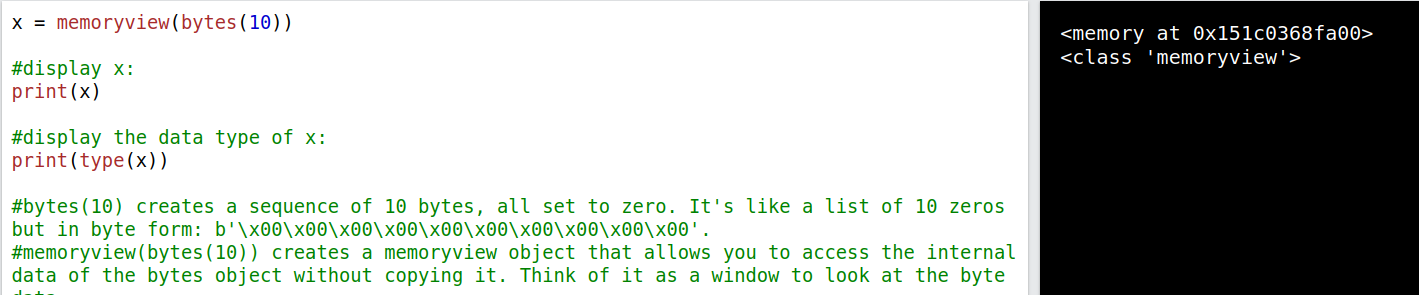 x = memoryview(bytes(10))
#display x:
print(x)
#display the data type of x:
print(type(x))
#bytes(10) creates a sequence of 10 bytes, all set to zero. It's like a list of 10 zeros
but in byte form: b'\x00\x00\x00\x00\x00\x00\x00\x00\x00\x00'.
#memoryview(bytes(10)) creates a memoryview object that allows you to access the internal
data of the bytes object without copying it. Think of it as a window to look at the byte
<memory at 0x151c0368fa00>
<class 'memoryview'>